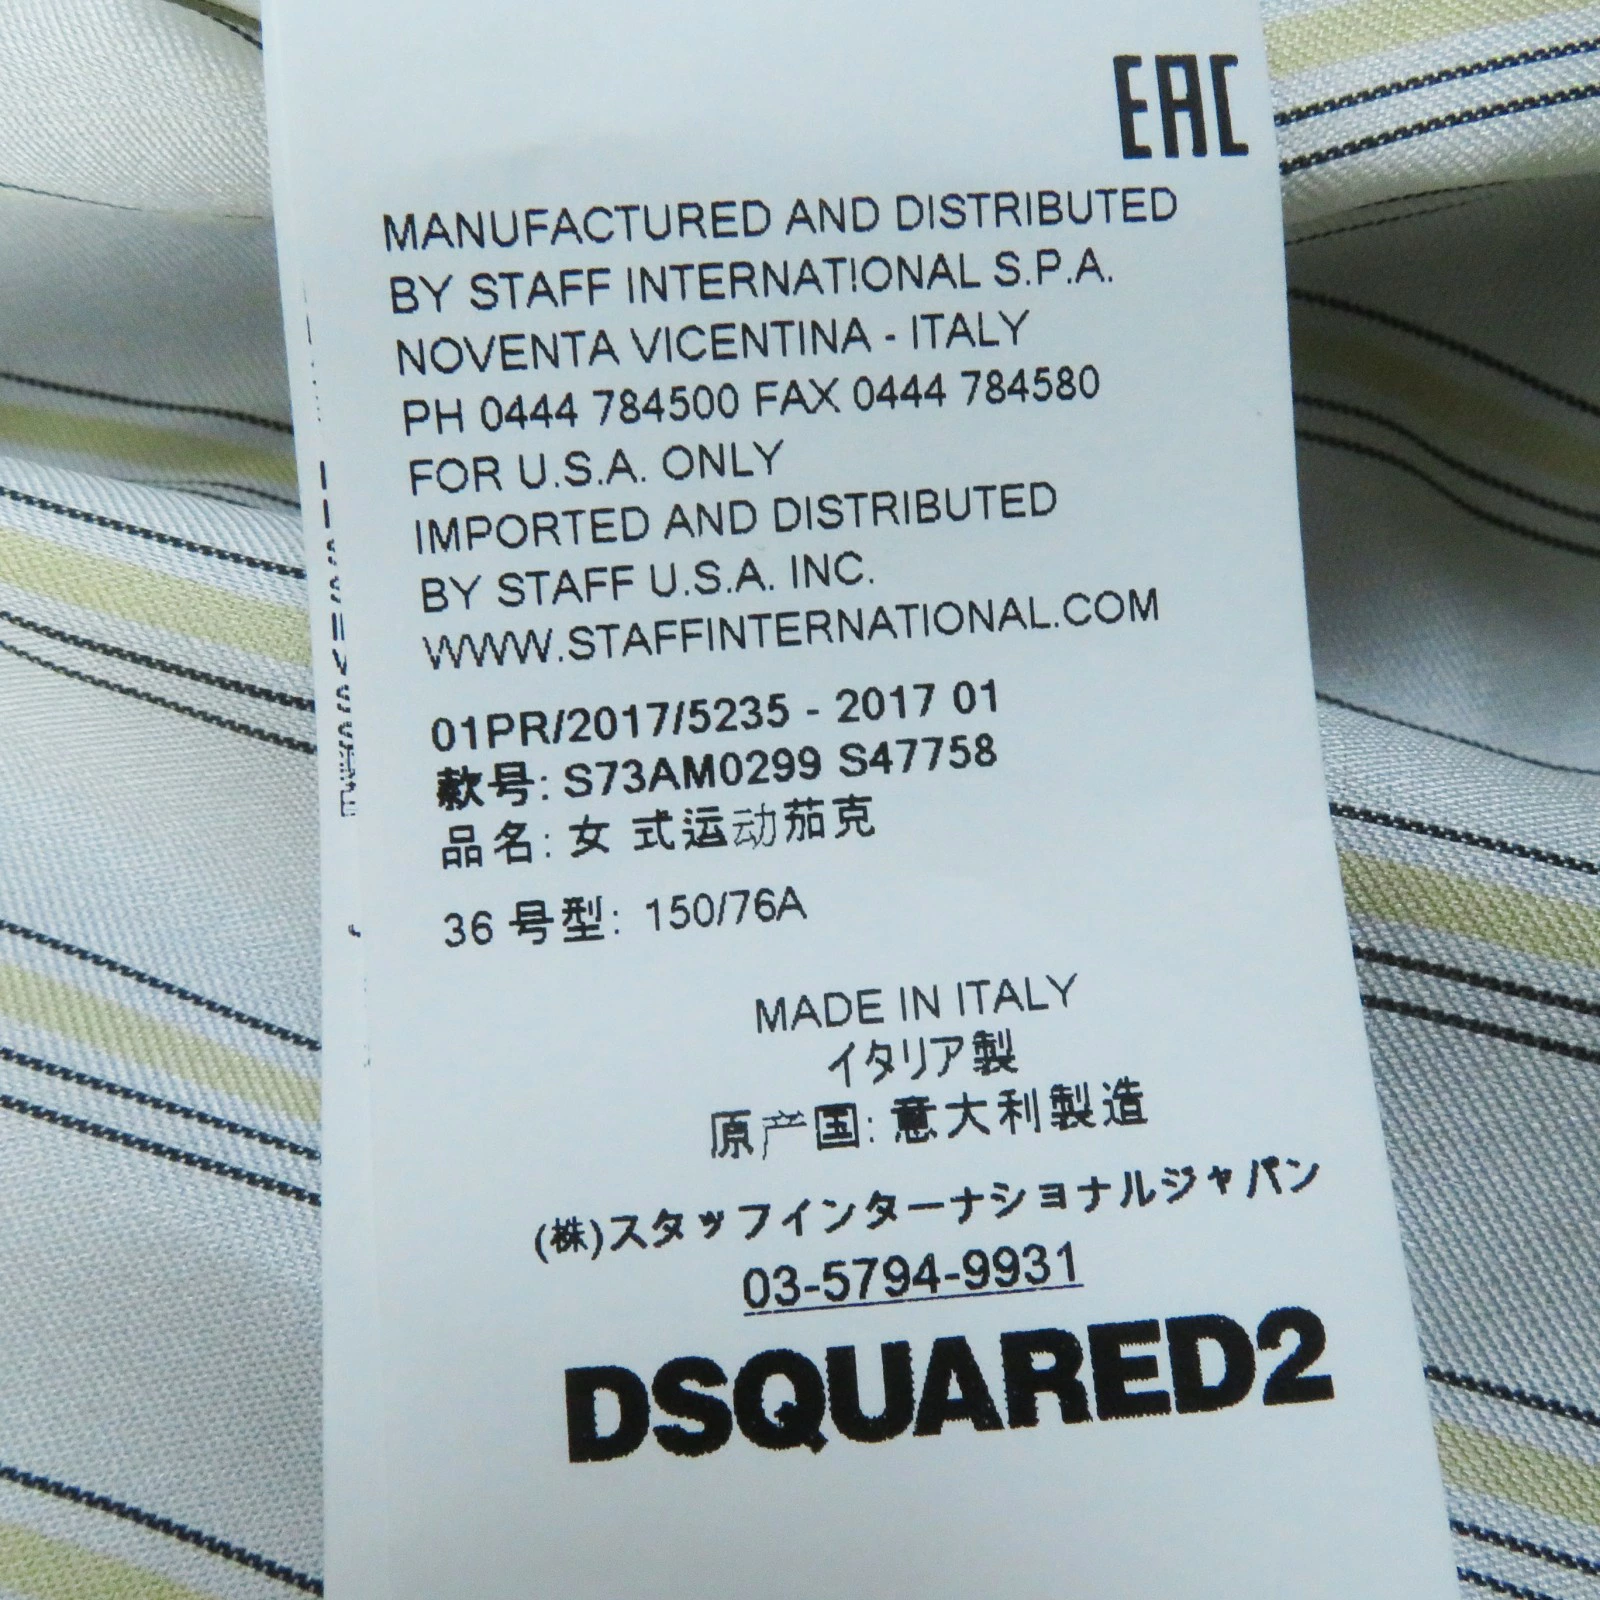 EAC
MANUFACTURED AND DISTRIBUTED
BY STAFF INTERNATIONAL S.P.A.
NOVENTA VICENTINA - ITALY
PH 0444 784500 FAX 0444 784580
FOR U.S.A. ONLY
IMPORTED AND DISTRIBUTED
BY STAFF U.S.A. INC.
WWW.STAFFINTERNATIONAL.COM
01PR/2017/5235 - 2017 01
款号: S73AM0299 S47758
品名: 女 式运动茄克
36 号型: 150/76A
MADE IN ITALY
イタリア製
原产国: 意大利製造
(株)スタッフインターナショナルジャパン
03-5794-9931
DSQUARED2